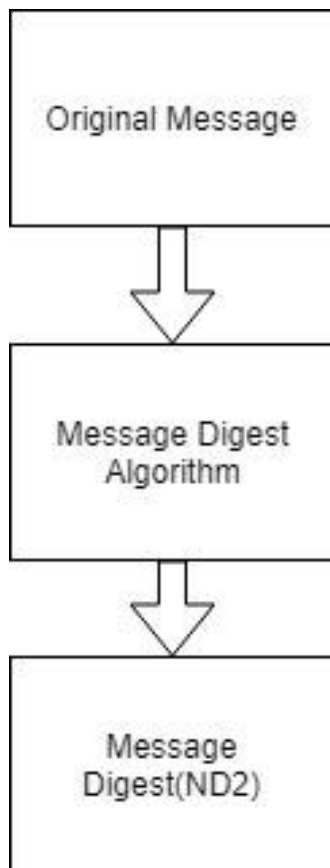 Original Message
Message Digest
Algorithm
Message
Digest(ND2)